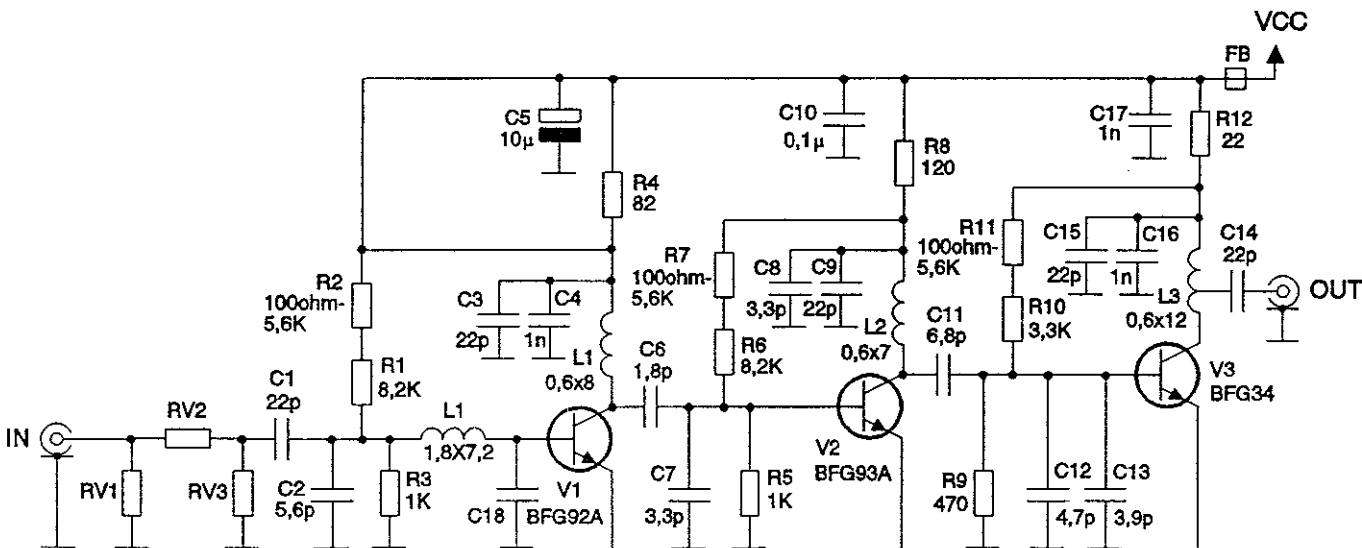 VCC
FB
C5
10µ
C10
0,1µ
C17
1n
R12
22
R8
120
R4
82
R2
100ohm-
5,6K
C3
22p
C4
1n
R7
100ohm-
5,6K
C8
3,3p
C9
22p
R11
100ohm-
5,6K
C15
22p
C16
1n
C14
22p
OUT
L3
0,6x12
R10
3,3K
L2
0,6x7
C11
6,8p
R1
8,2K
L1
0,6x8
C6
1,8p
R6
8,2K
V3
BFG34
IN
RV2
C1
22p
L1
1,8X7,2
RV1
RV3
C2
5,6p
R3
1K
C18
V1
BFG92A
C7
3,3p
R5
1K
V2
BFG93A
R9
470
C12
4,7p
C13
3,9p